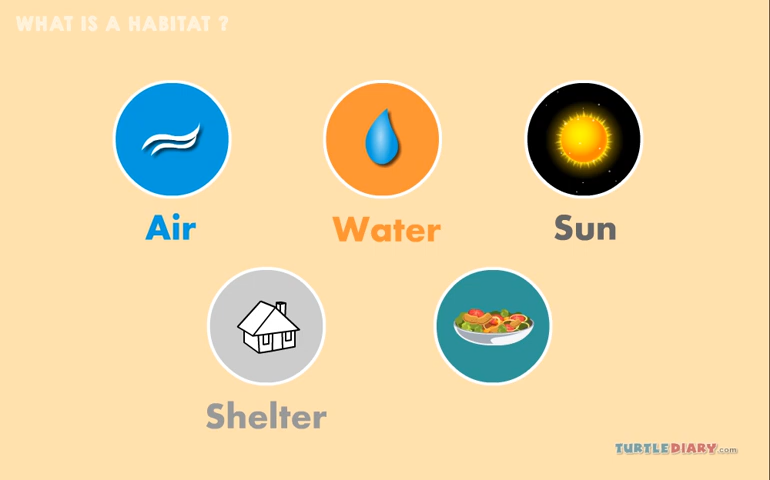 WHAT IS A HABITAT ?
Air
Water
Sun
Shelter
TURTLEDIARY.com